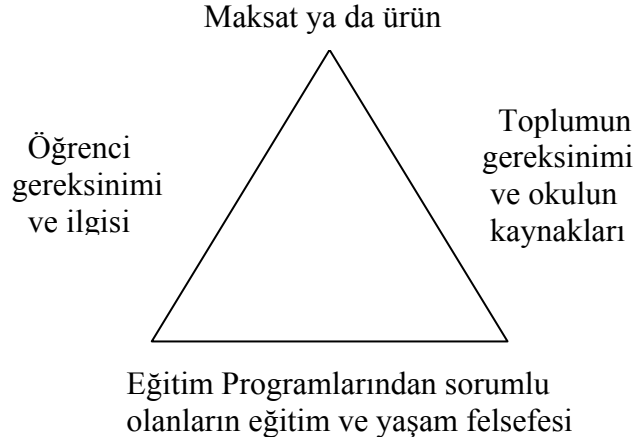 Maksat ya da ürün
Öğrenci
gereksinimi
ve ilgisi
Toplumun
gereksinimi
ve okulun
kaynakları
Eğitim Programlarından sorumlu
olanların eğitim ve yaşam felsefesi